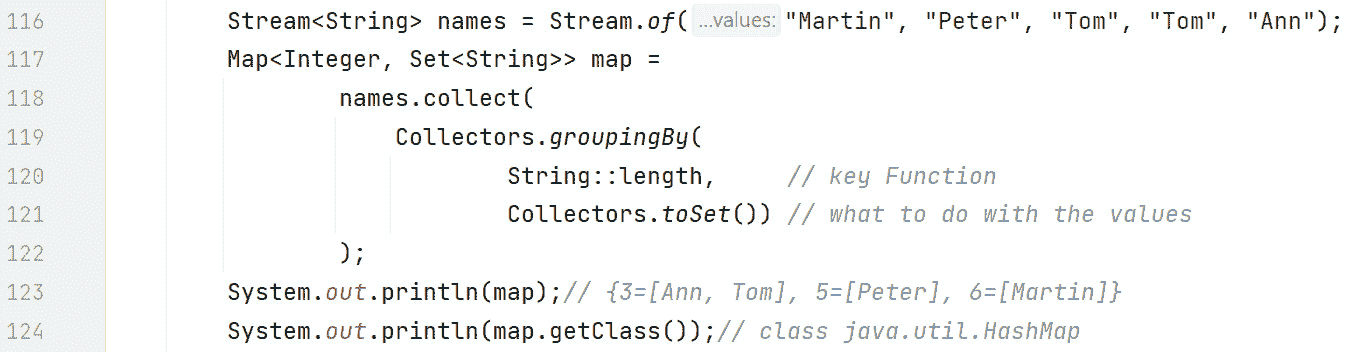 116 Stream<String> names = Stream.of( ...values: "Martin", "Peter", "Tom", "Tom", "Ann");
117 Map<Integer, Set<String>> map =
118 names.collect(
119 Collectors.groupingBy(
120 String::length, // key Function
121 Collectors.toSet()) // what to do with the values
122 );
123 System.out.println(map);// {3=[Ann, Tom], 5=[Peter], 6=[Martin]}
124 System.out.println(map.getClass());// class java.util.HashMap